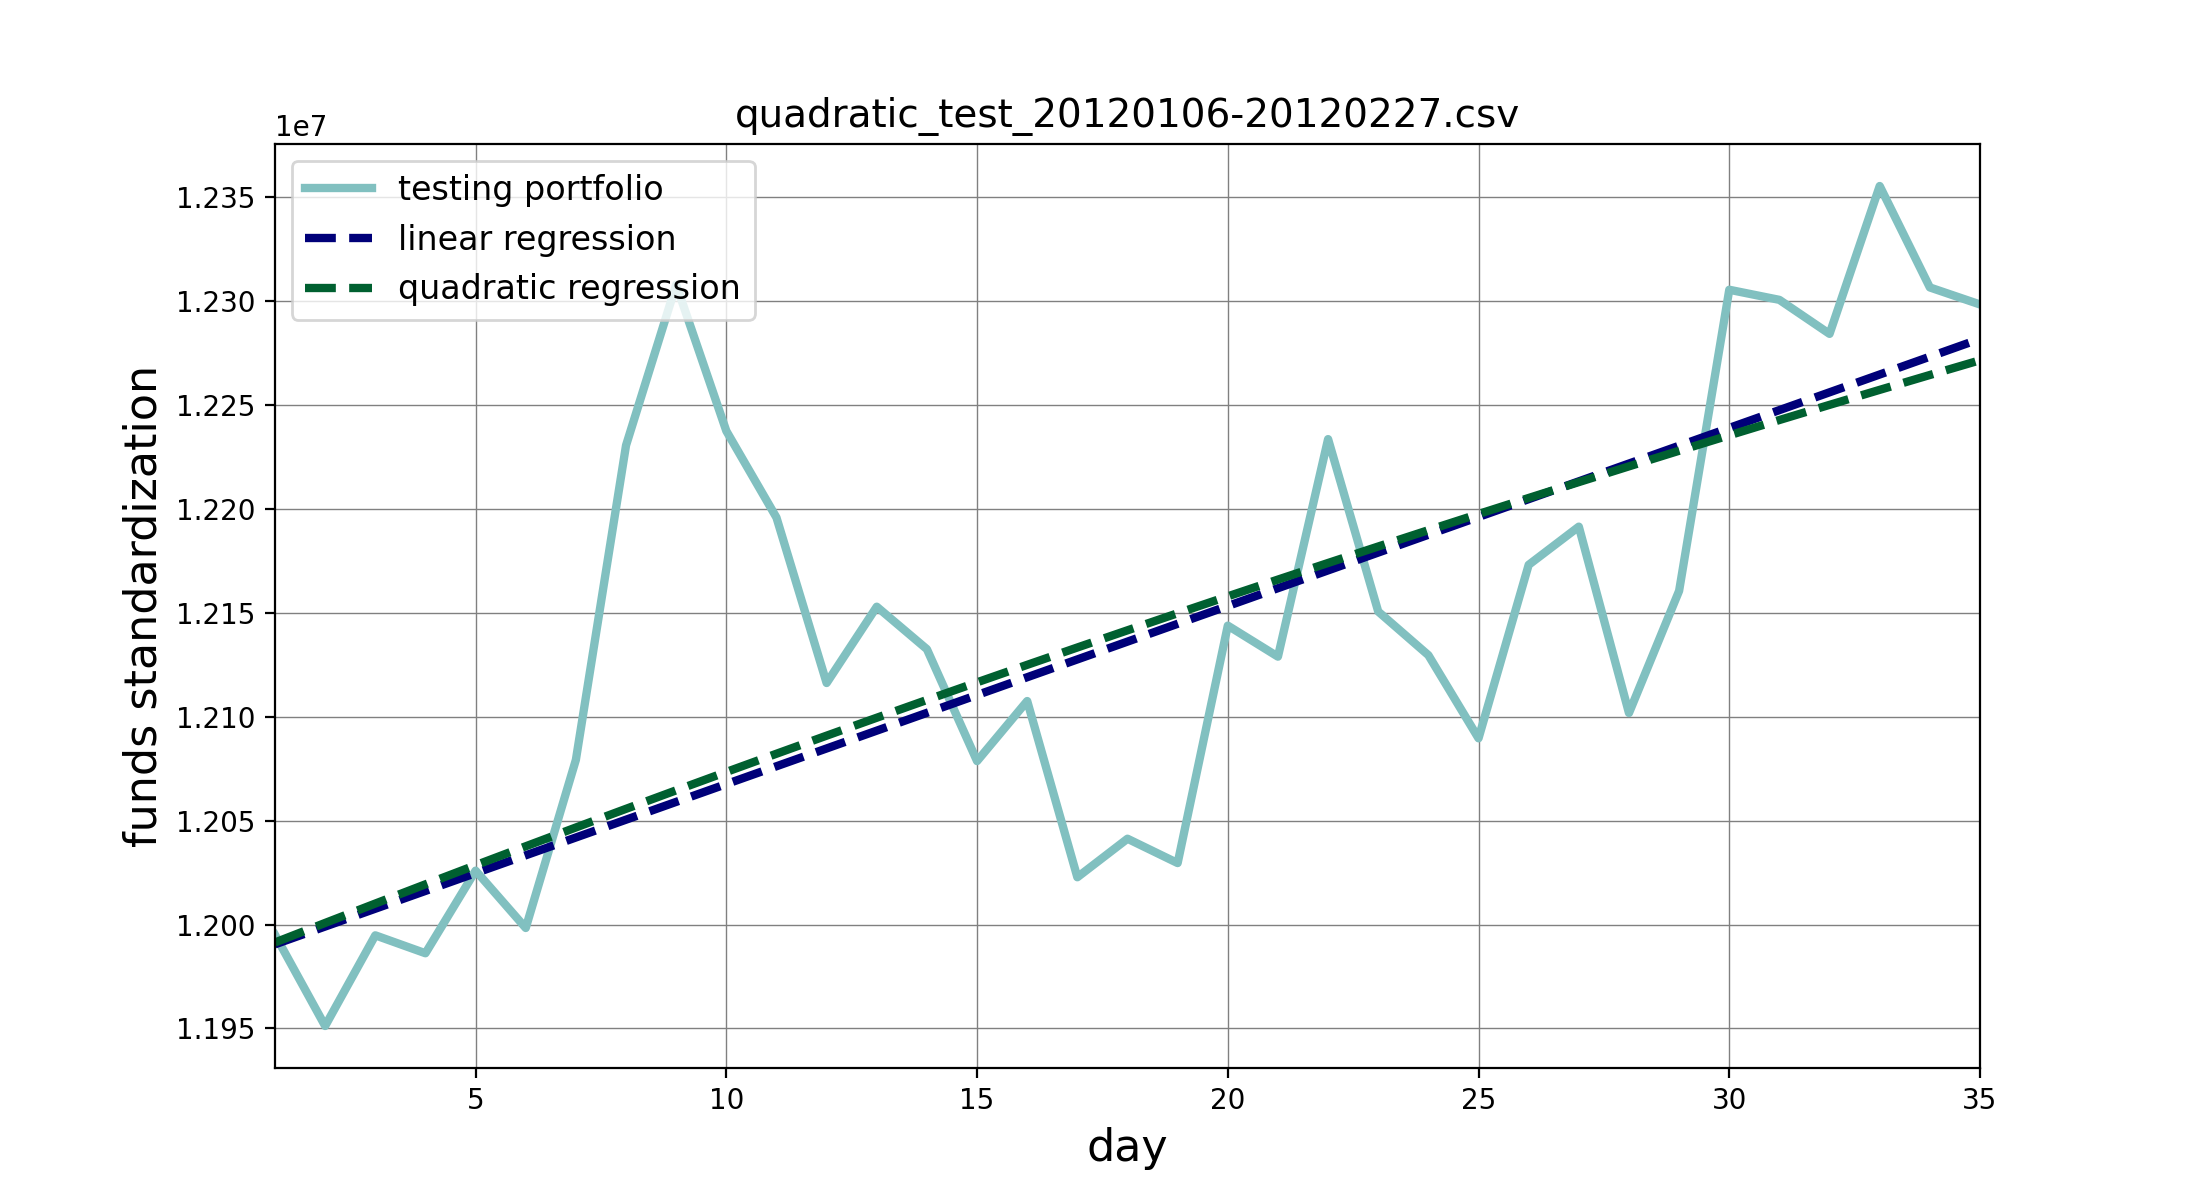 quadratic_test_20120106-20120227.csv
1e7
testing portfolio
linear regression
quadratic regression
1.235
1.230
1.225
1.220
1.215
1.210
1.205
1.200
1.195
funds standardization
5 10 15 20 25 30 35
day